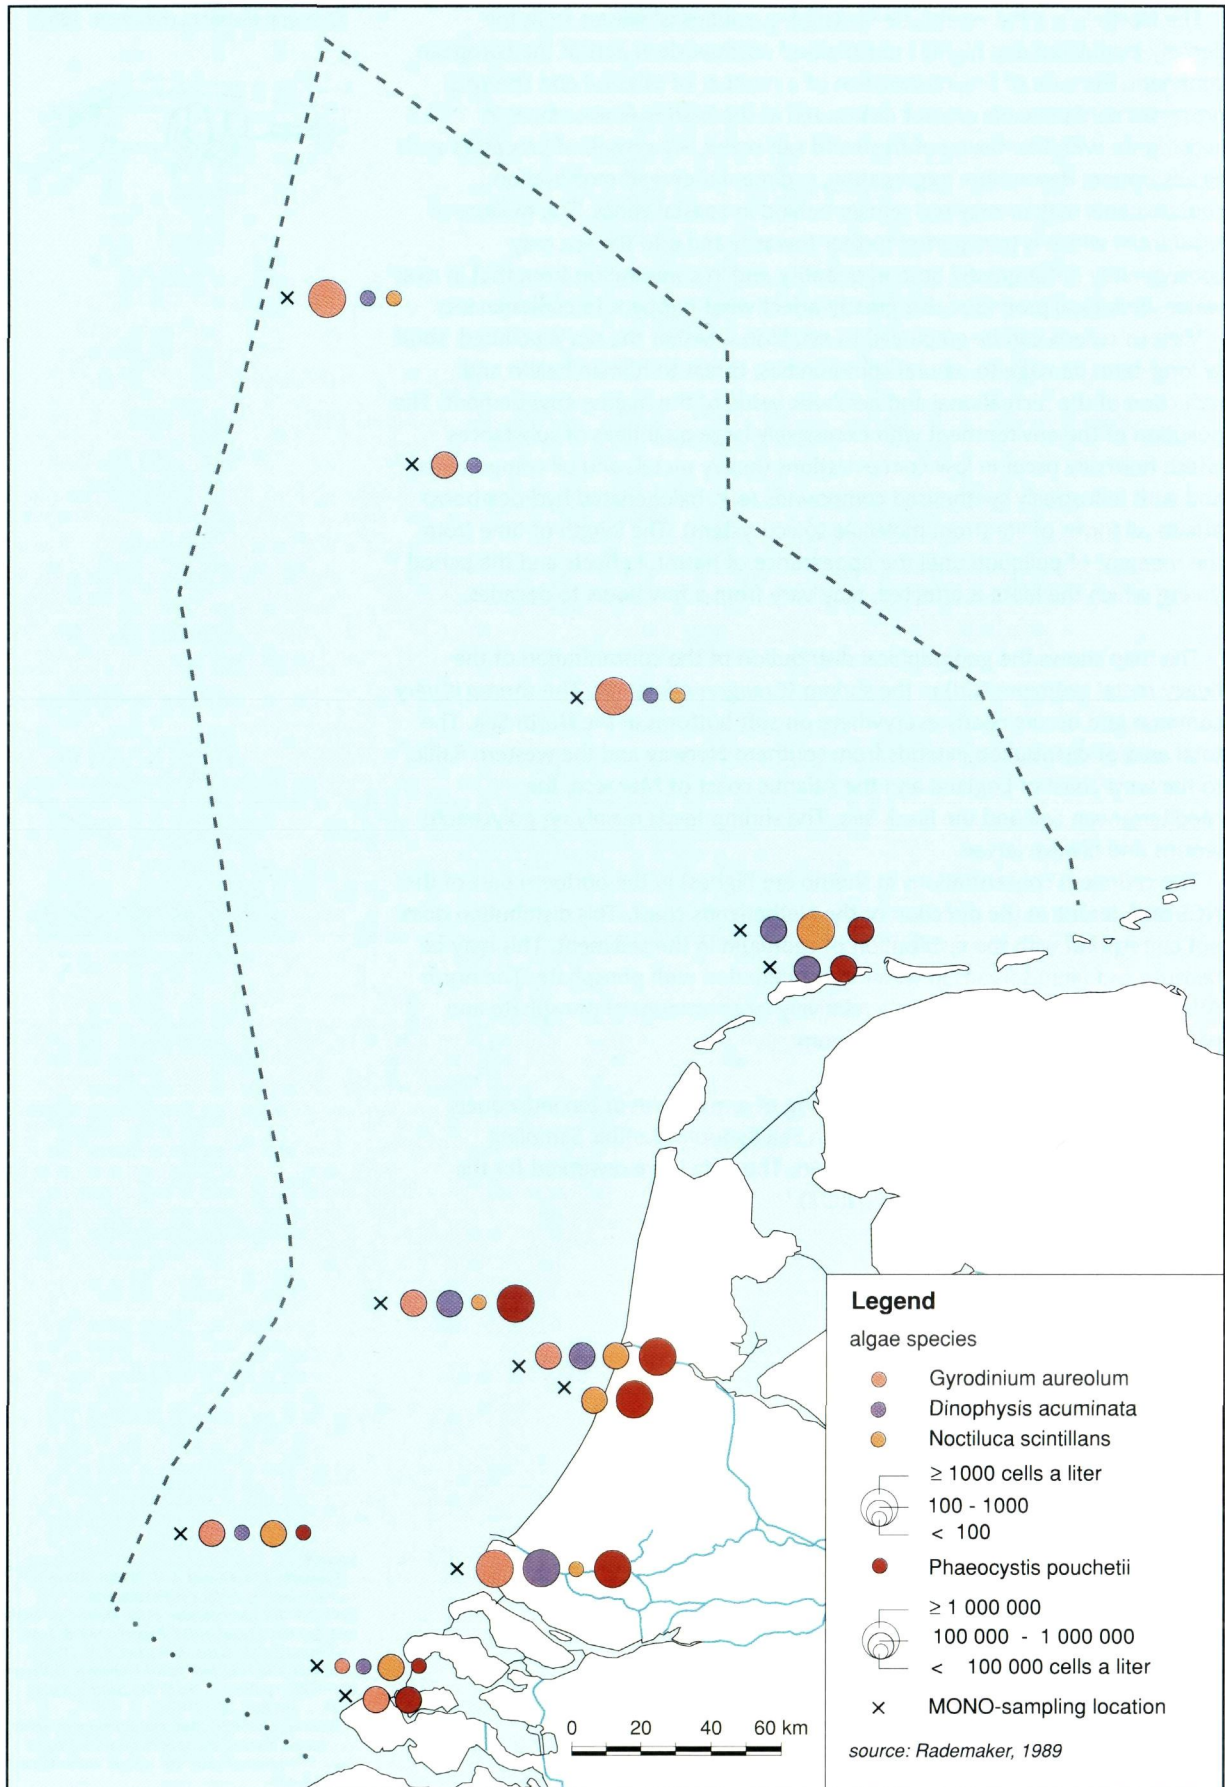 Legend
algae species
Gyrodinium aureolum
Dinophysis acuminata
Noctiluca scintillans
≥ 1000 cells a liter
100 - 1000
< 100
Phaeocystis pouchetii
≥ 1 000 000
100 000 - 1 000 000
< 100 000 cells a liter
MONO-sampling location
0 20 40 60 km
source: Rademaker, 1989